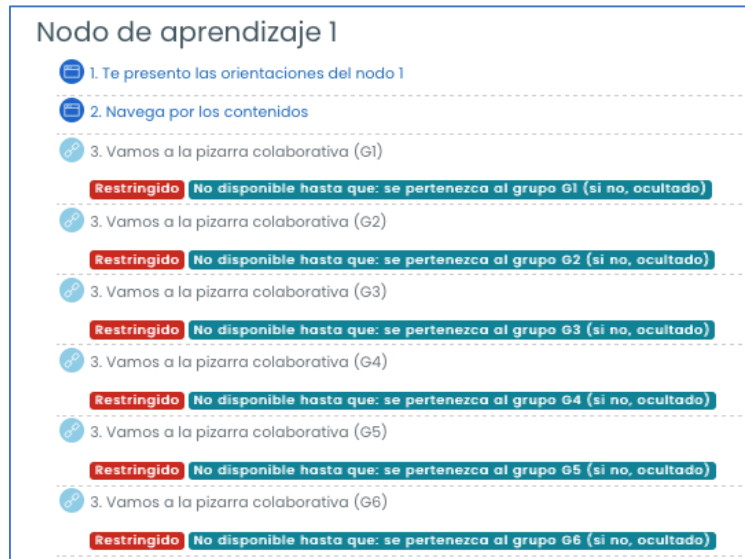 Nodo de aprendizaje 1
1. Te presento las orientaciones del nodo 1
2. Navega por los contenidos
3. Vamos a la pizarra colaborativa (G1)
Restringido No disponible hasta que: se pertenezca al grupo G1 (si no, ocultado)
3. Vamos a la pizarra colaborativa (G2)
Restringido No disponible hasta que: se pertenezca al grupo G2 (si no, ocultado)
3. Vamos a la pizarra colaborativa (G3)
Restringido No disponible hasta que: se pertenezca al grupo G3 (si no, ocultado)
3. Vamos a la pizarra colaborativa (G4)
Restringido No disponible hasta que: se pertenezca al grupo G4 (si no, ocultado)
3. Vamos a la pizarra colaborativa (G5)
Restringido No disponible hasta que: se pertenezca al grupo G5 (si no, ocultado)
3. Vamos a la pizarra colaborativa (G6)
Restringido No disponible hasta que: se pertenezca al grupo G6 (si no, ocultado)